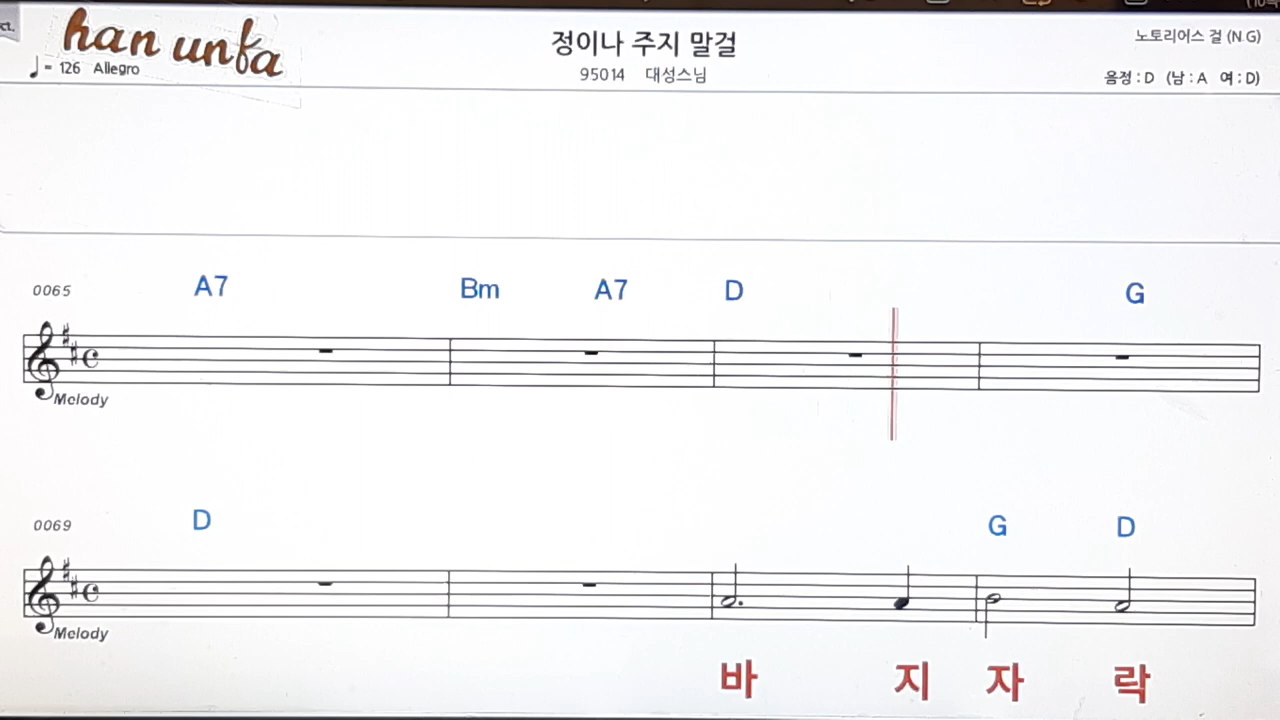 han unfa
정이나 주지 말걸
노토리어스 걸 (N.G)
♩= 126 Allegro
95014 대성스님
음정 : D (남 : A 여 : D)
0065 A7 Bm A7 D G
Melody
0069 D G D
Melody
바 지 자 락